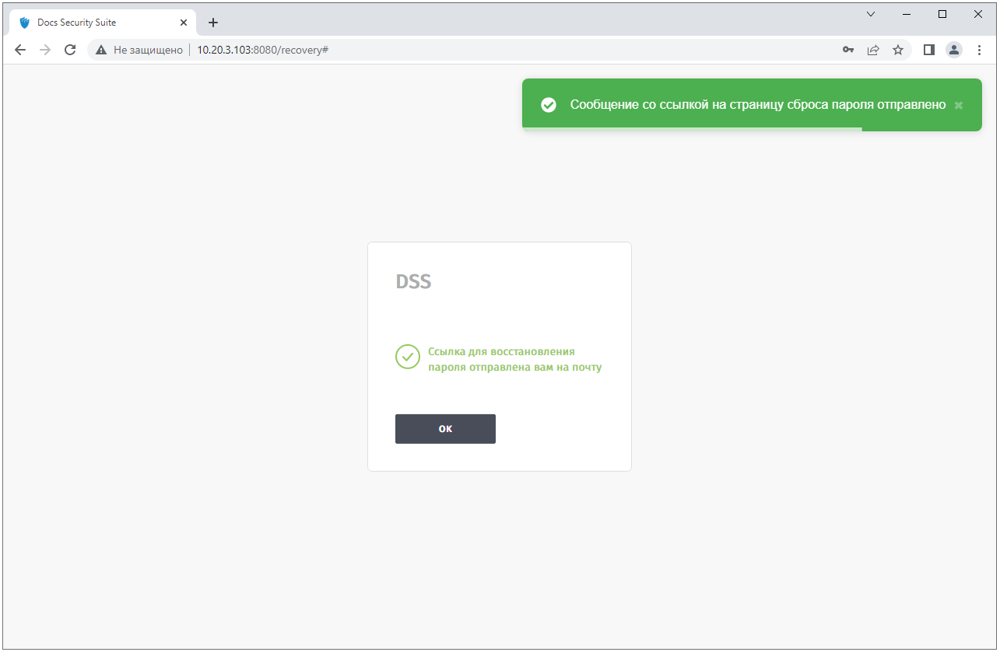 Docs Security Suite
Не защищено
10.20.3.103:8080/recovery#
Сообщение со ссылкой на страницу сброса пароля отправлено
DSS
Ссылка для восстановления
пароля отправлена вам на почту
ОК